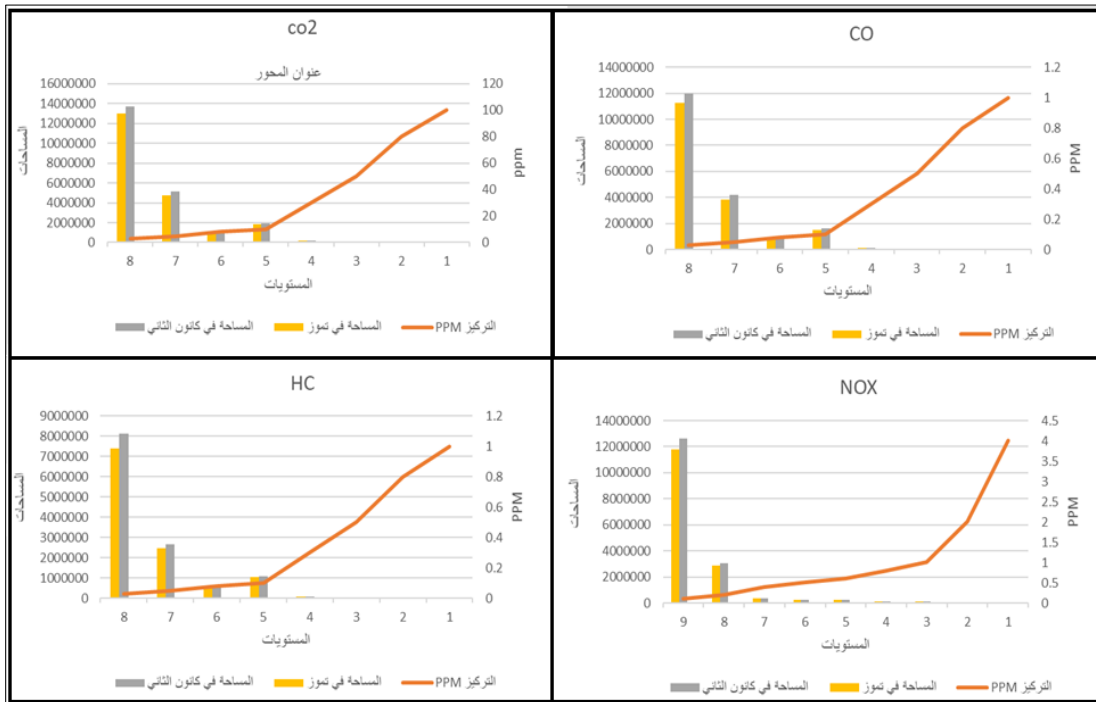 co2
عنوان المحور
16000000
14000000
12000000
10000000
8000000
6000000
4000000
2000000
0
المساحات
120
100
80
60
40
20
0
ppm
8 7 6 5 4 3 2 1
المستويات
المساحة في كانون الثاني المساحة في تموز التركيز PPM
CO
14000000
12000000
10000000
8000000
6000000
4000000
2000000
0
المساحات
1.2
1
0.8
0.6
0.4
0.2
0
PPM
8 7 6 5 4 3 2 1
المستويات
المساحة في كانون الثاني المساحة في تموز التركيز PPM
HC
9000000
8000000
7000000
6000000
5000000
4000000
3000000
2000000
1000000
0
المساحات
1.2
1
0.8
0.6
0.4
0.2
0
PPM
8 7 6 5 4 3 2 1
المستويات
المساحة في كانون الثاني المساحة في تموز التركيز PPM
NOX
14000000
12000000
10000000
8000000
6000000
4000000
2000000
0
المساحات
4.5
4
3.5
3
2.5
2
1.5
1
0.5
0
PPM
9 8 7 6 5 4 3 2 1
المستويات
المساحة في كانون الثاني المساحة في تموز التركيز PPM